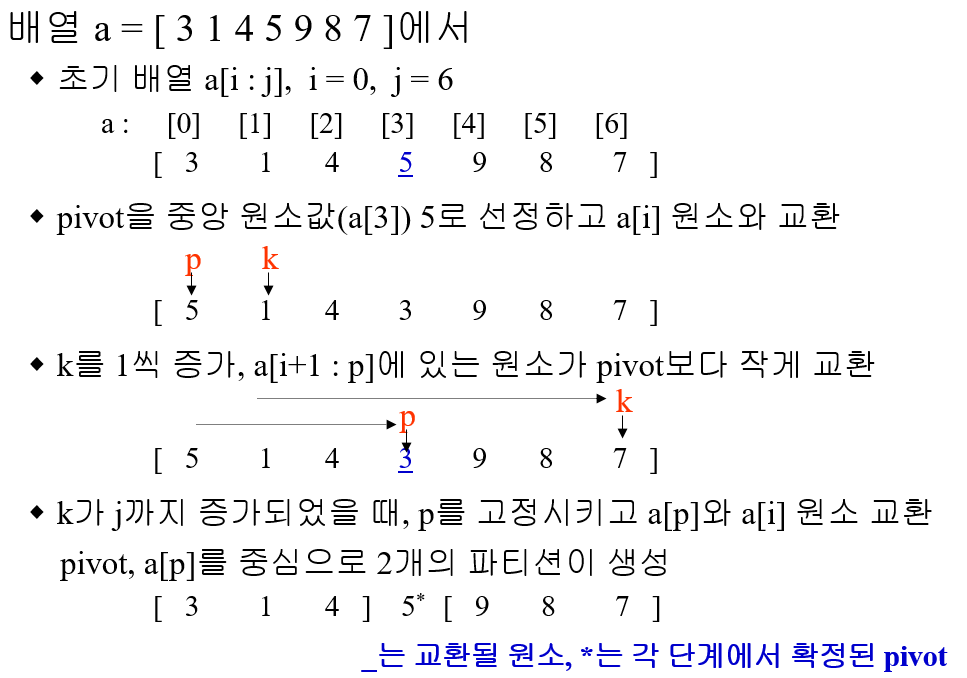 배열 a = [ 3 1 4 5 9 8 7 ]에서
◆ 초기 배열 a[i : j], i = 0, j = 6
a : [0] [1] [2] [3] [4] [5] [6]
[ 3 1 4 5 9 8 7 ]
◆ pivot을 중앙 원소값(a[3]) 5로 선정하고 a[i] 원소와 교환
p k
[ 5 1 4 3 9 8 7 ]
◆ k를 1씩 증가, a[i+1 : p]에 있는 원소가 pivot보다 작게 교환
p k
[ 5 1 4 3 9 8 7 ]
◆ k가 j까지 증가되었을 때, p를 고정시키고 a[p]와 a[i] 원소 교환
pivot, a[p]를 중심으로 2개의 파티션이 생성
[ 3 1 4 ] 5* [ 9 8 7 ]
_는 교환될 원소, *는 각 단계에서 확정된 pivot